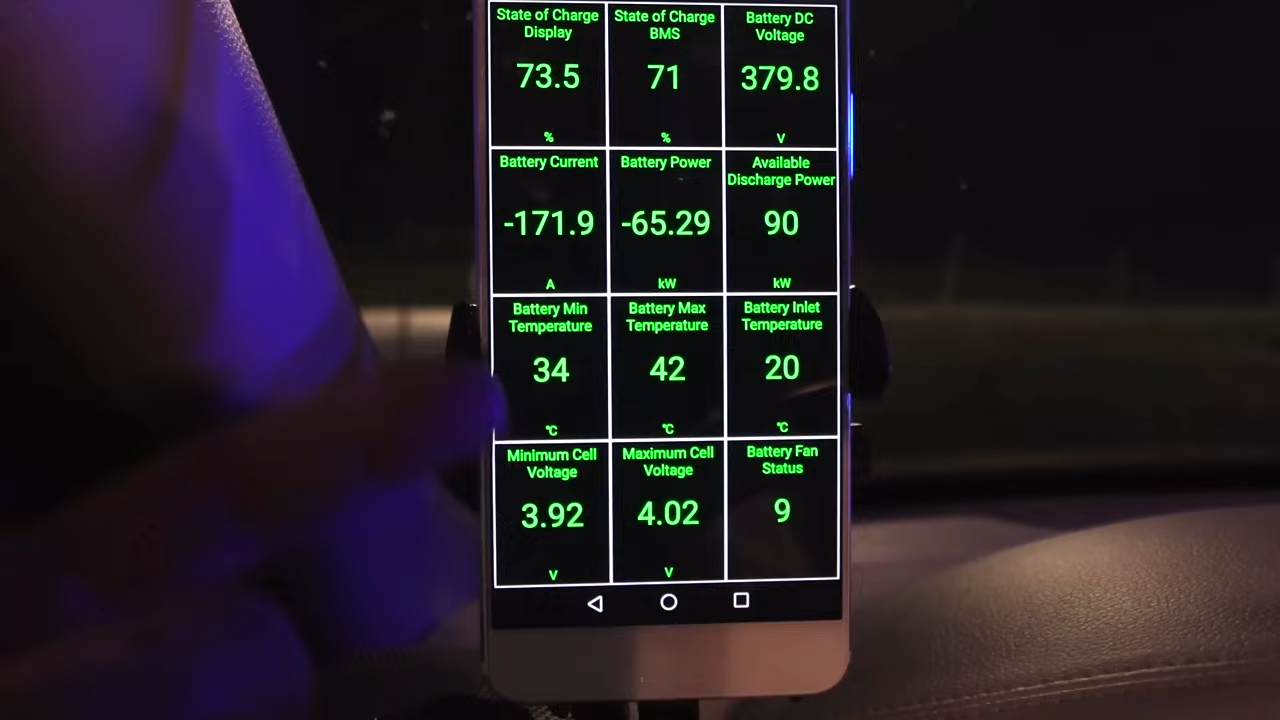 State of Charge
Display
73.5
%
State of Charge
BMS
71
%
Battery DC
Voltage
379.8
V
Battery Current
-171.9
A
Battery Power
-65.29
kW
Available
Discharge Power
90
kW
Battery Min
Temperature
34
℃
Battery Max
Temperature
42
℃
Battery Inlet
Temperature
20
℃
Minimum Cell
Voltage
3.92
V
Maximum Cell
Voltage
4.02
V
Battery Fan
Status
9